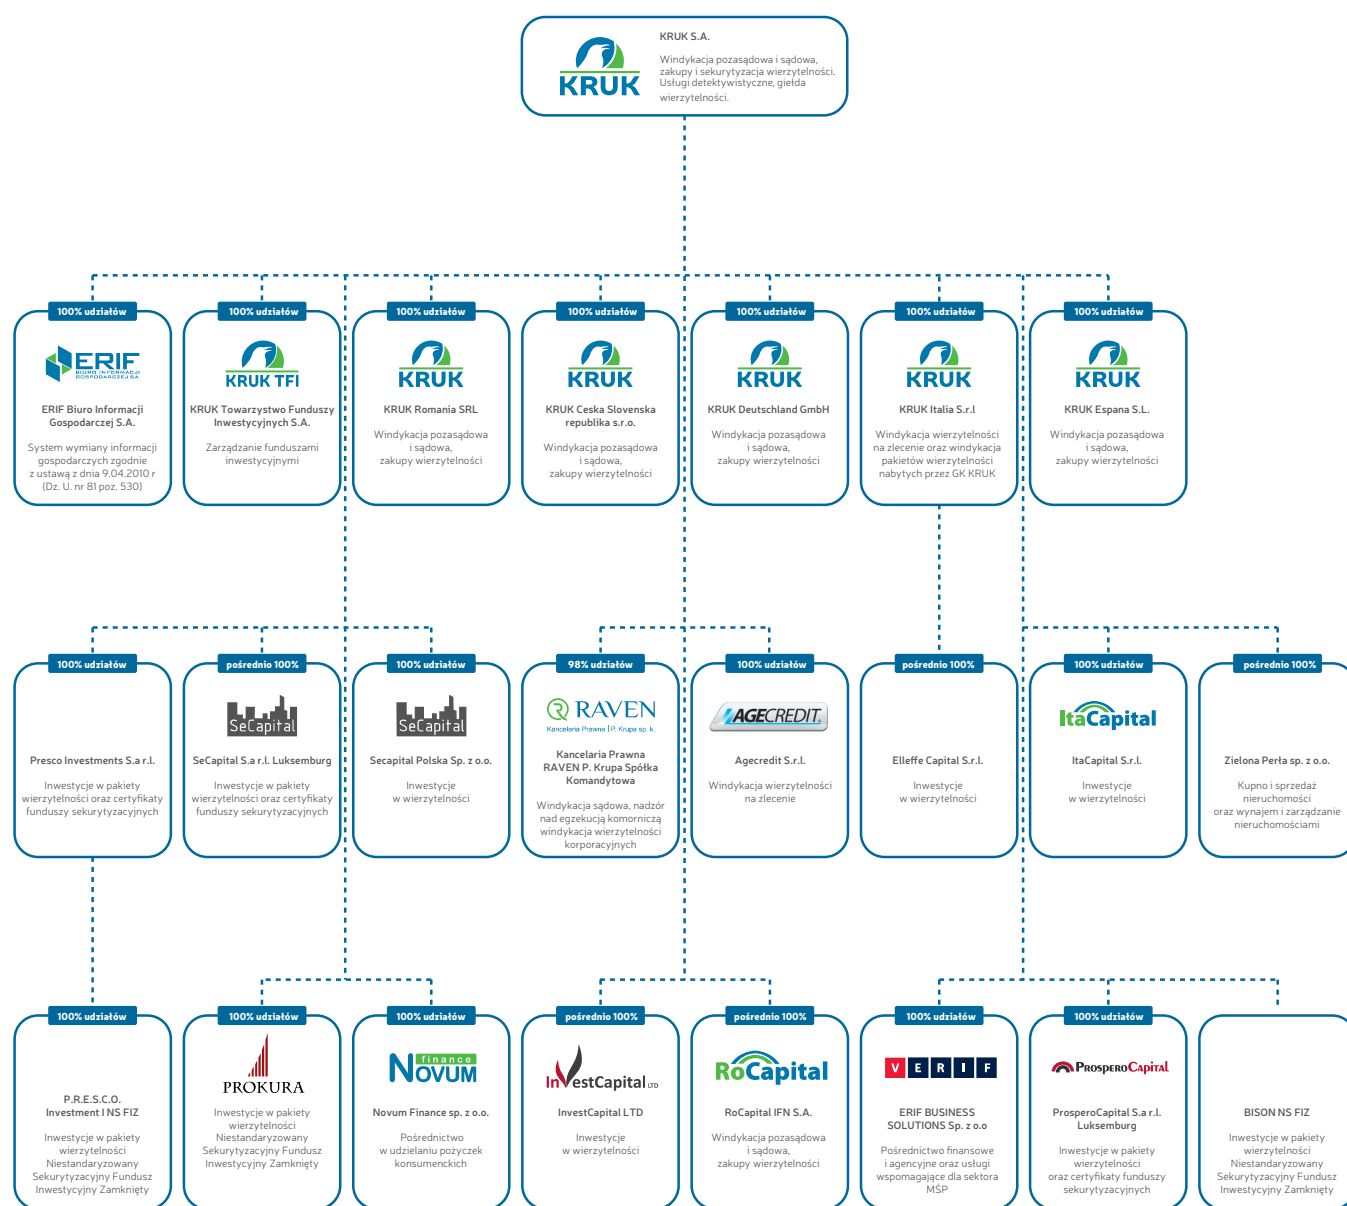 KRUK
KRUK S.A.
Windykacja pozasądowa i sądowa,
zakupy i sekurytyzacja wierzytelności.
Usługi detektywistyczne, giełda
wierzytelności.
100% udziałów
ERIF
BIURO INFORMACJI
GOSPODARCZEJ SA
ERIF Biuro Informacji
Gospodarczej S.A.
System wymiany informacji
gospodarczych zgodnie
z ustawą z dnia 9.04.2010 r
(Dz. U. nr 81 poz. 530)
100% udziałów
KRUK TFI
KRUK Towarzystwo Funduszy
Inwestycyjnych S.A.
Zarządzanie funduszami
inwestycyjnymi
100% udziałów
KRUK
KRUK Romania SRL
Windykacja pozasądowa
i sądowa,
zakupy wierzytelności
100% udziałów
KRUK
KRUK Ceska Slovenska
republika s.r.o.
Windykacja pozasądowa
i sądowa,
zakupy wierzytelności
100% udziałów
KRUK
KRUK Deutschland GmbH
Windykacja pozasądowa
i sądowa,
zakupy wierzytelności
100% udziałów
KRUK
KRUK Italia S.r.l
Windykacja wierzytelności
na zlecenie oraz windykacja
pakietów wierzytelności
nabytych przez GK KRUK
100% udziałów
KRUK
KRUK Espana S.L.
Windykacja pozasądowa
i sądowa,
zakupy wierzytelności
100% udziałów
Presco Investments S.a r.l.
Inwestycje w pakiety
wierzytelności oraz certyfikaty
funduszy sekurytyzacyjnych
pośrednio 100%
SeCapital
SeCapital S.a r.l. Luksemburg
Inwestycje w pakiety
wierzytelności oraz certyfikaty
funduszy sekurytyzacyjnych
100% udziałów
SeCapital
Secapital Polska Sp. z o.o.
Inwestycje
w wierzytelności
98% udziałów
RAVEN
Kancelaria Prawna | P. Krupa sp. k.
Kancelaria Prawna
RAVEN P. Krupa Spółka
Komandytowa
Windykacja sądowa, nadzór
nad egzekucją komorniczą
windykacja wierzytelności
korporacyjnych
100% udziałów
AGECREDIT
Agecredit S.r.l.
Windykacja wierzytelności
na zlecenie
pośrednio 100%
Elleffe Capital S.r.l.
Inwestycje
w wierzytelności
100% udziałów
ItaCapital
ItaCapital S.r.l.
Inwestycje
w wierzytelności
pośrednio 100%
Zielona Perła sp. z o.o.
Kupno i sprzedaż
nieruchomości
oraz wynajem i zarządzanie
nieruchomościami
100% udziałów
P.R.E.S.C.O.
Investment I NS FIZ
Inwestycje w pakiety
wierzytelności
Niestandaryzowany
Sekurytyzacyjny Fundusz
Inwestycyjny Zamknięty
100% udziałów
PROKURA
Inwestycje w pakiety
wierzytelności
Niestandaryzowany
Sekurytyzacyjny Fundusz
Inwestycyjny Zamknięty
100% udziałów
finance
NOVUM
Novum Finance sp. z o.o.
Pośrednictwo
w udzielaniu pożyczek
konsumenckich
pośrednio 100%
InVestCapital LTD
InvestCapital LTD
Inwestycje
w wierzytelności
pośrednio 100%
RoCapital
RoCapital IFN S.A.
Windykacja pozasądowa
i sądowa,
zakupy wierzytelności
100% udziałów
VERIF
ERIF BUSINESS
SOLUTIONS Sp. z o.o
Pośrednictwo finansowe
i agencyjne oraz usługi
wspomagające dla sektora
MŚP
100% udziałów
PROSPEROCAPITAL
ProsperoCapital S.a r.l.
Luksemburg
Inwestycje w pakiety
wierzytelności
oraz certyfikaty funduszy
sekurytyzacyjnych
BISON NS FIZ
Inwestycje w pakiety
wierzytelności
Niestandaryzowany
Sekurytyzacyjny Fundusz
Inwestycyjny Zamknięty